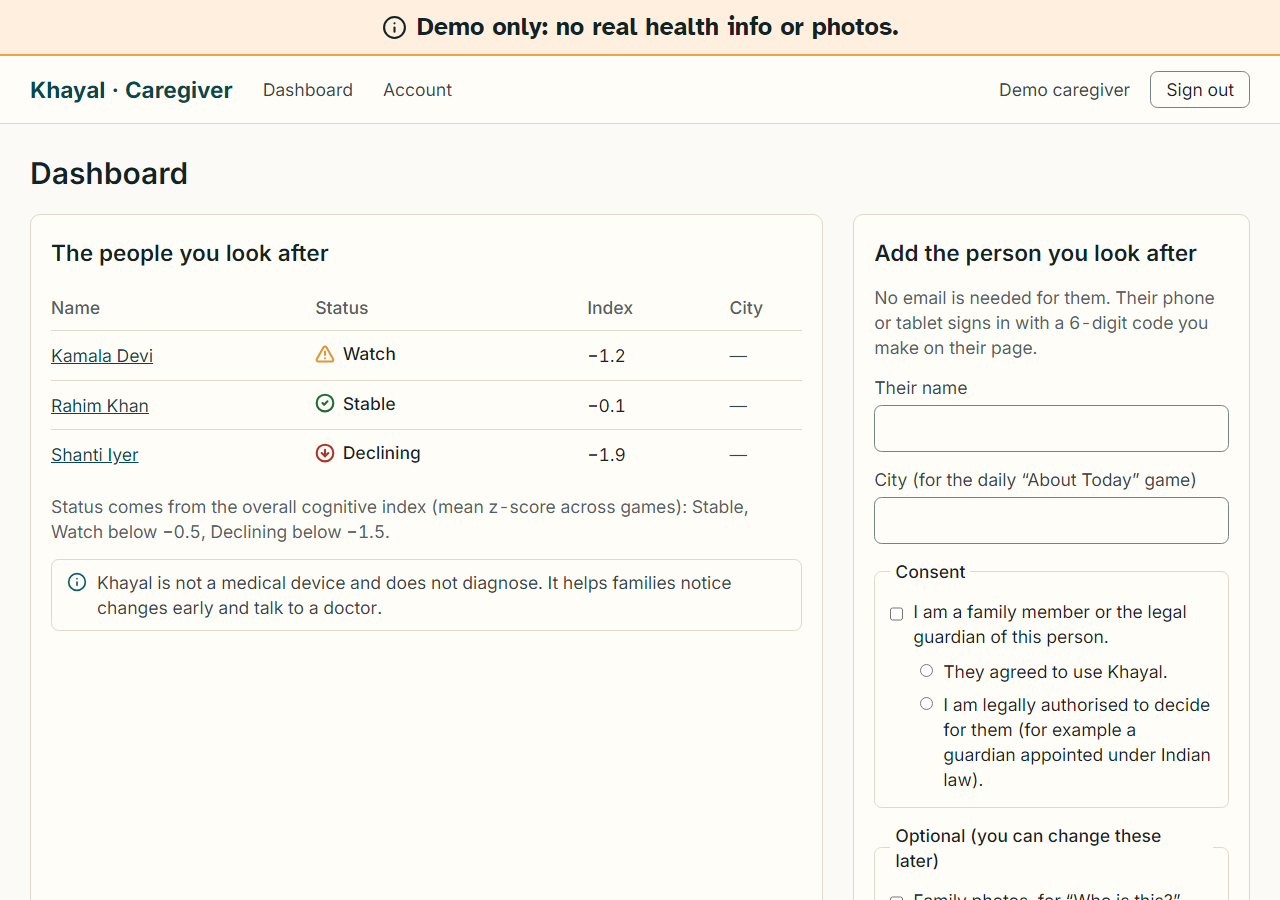 Demo only: no real health info or photos.
Khayal · Caregiver Dashboard Account Demo caregiver Sign out
Dashboard
The people you look after
Name Status Index City
Kamala Devi Watch −1.2 —
Rahim Khan Stable −0.1 —
Shanti Iyer Declining −1.9 —
Status comes from the overall cognitive index (mean z-score across games): Stable,
Watch below −0.5, Declining below −1.5.
Khayal is not a medical device and does not diagnose. It helps families notice
changes early and talk to a doctor.
Add the person you look after
No email is needed for them. Their phone
or tablet signs in with a 6-digit code you
make on their page.
Their name
City (for the daily “About Today” game)
Consent
I am a family member or the legal
guardian of this person.
They agreed to use Khayal.
I am legally authorised to decide
for them (for example a
guardian appointed under Indian
law).
Optional (you can change these
later)
Family photos, for “Who is this?”